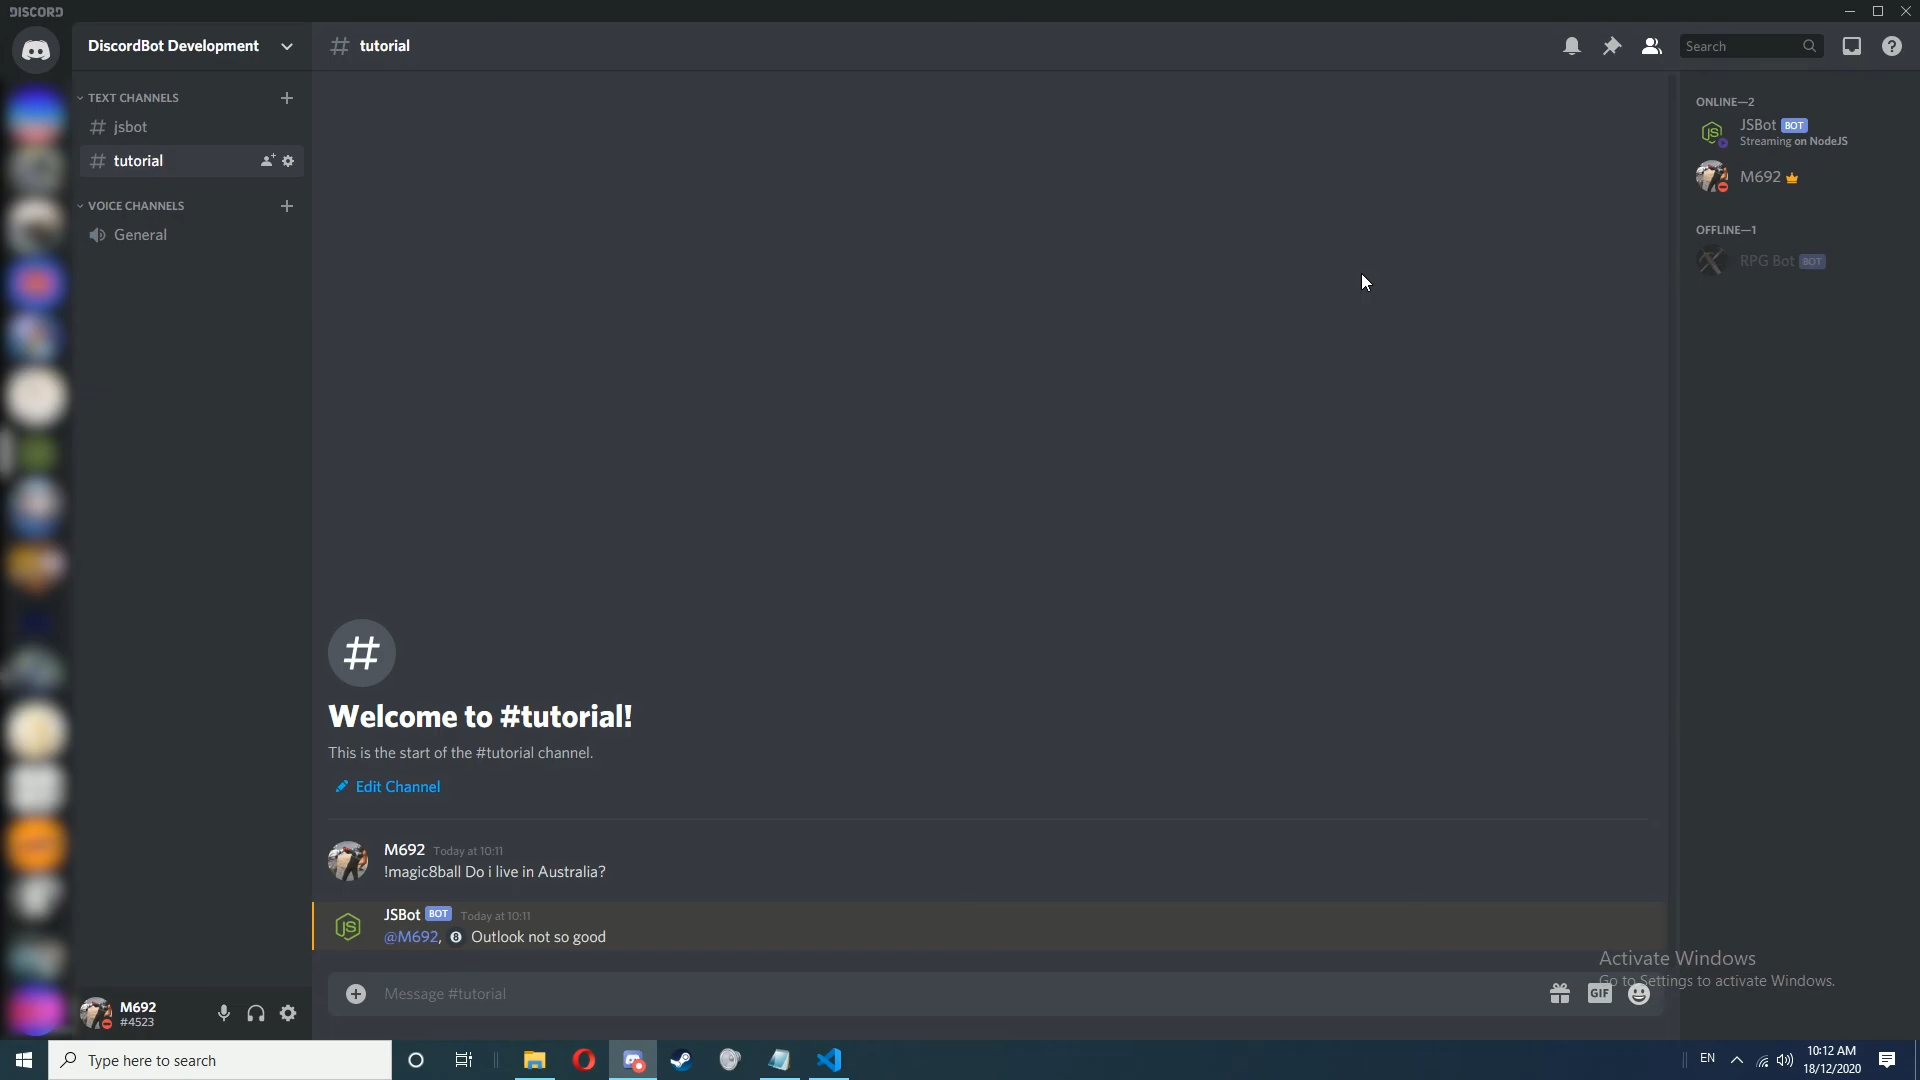 DISCORD
DiscordBot Development
tutorial
Search
TEXT CHANNELS
jsbot
tutorial
VOICE CHANNELS
General
ONLINE—2
JSBot BOT
Streaming on NodeJS
M692
OFFLINE—1
RPG Bot BOT
#
Welcome to #tutorial!
This is the start of the #tutorial channel.
Edit Channel
M692 Today at 10:11
!magic8ball Do i live in Australia?
JS
JSBot BOT Today at 10:11
@M692, 8 Outlook not so good
Message #tutorial
GIF
Activate Windows
Go to Settings to activate Windows.
M692
#4523
Type here to search
EN
10:12 AM
18/12/2020